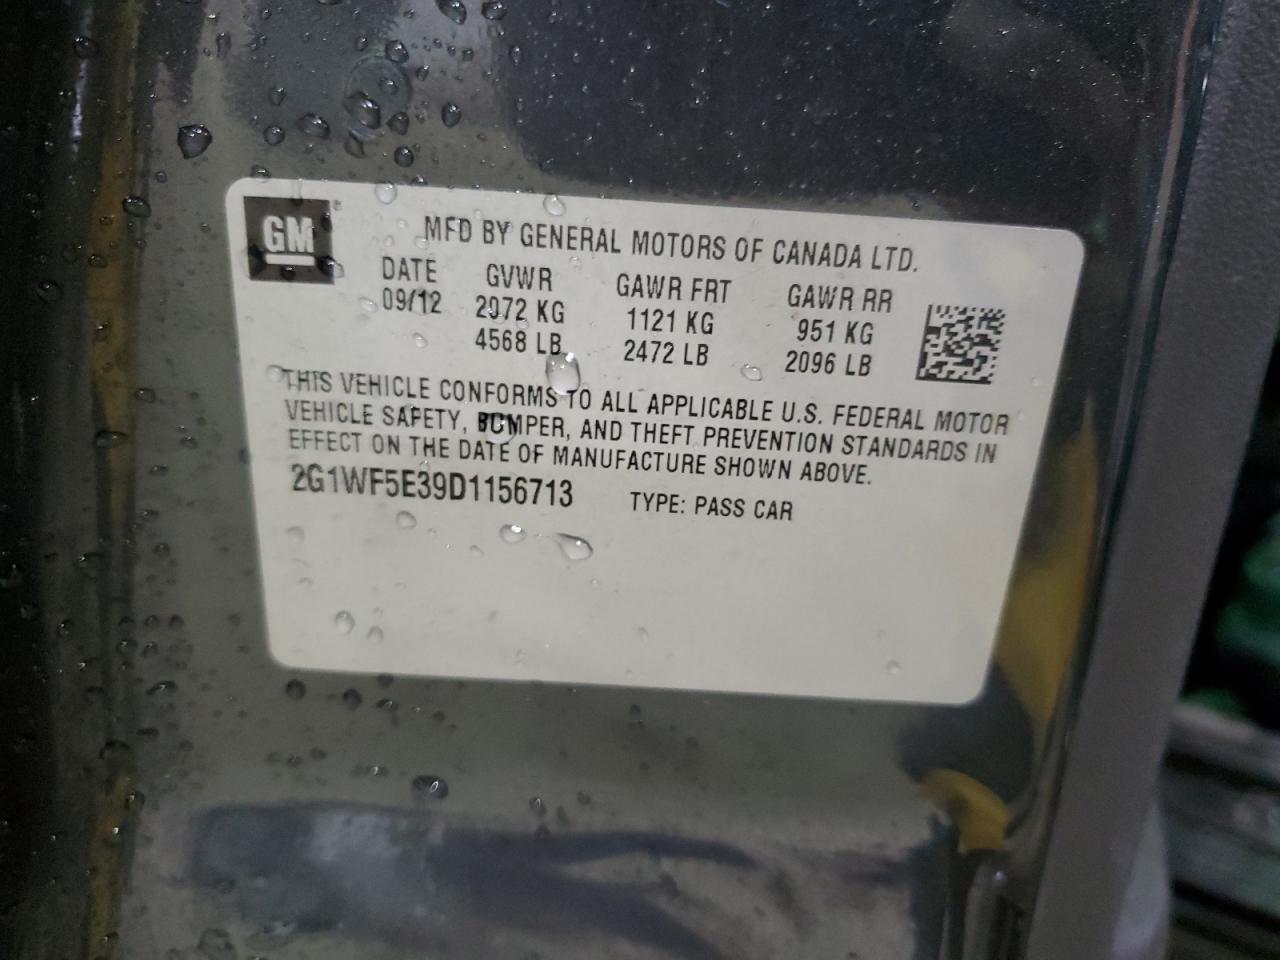 GM®
MFD BY GENERAL MOTORS OF CANADA LTD.
DATE GVWR GAWR FRT GAWR RR
09/12 2072 KG 1121 KG 951 KG
4568 LB 2472 LB 2096 LB
THIS VEHICLE CONFORMS TO ALL APPLICABLE U.S. FEDERAL MOTOR
VEHICLE SAFETY, BUMPER, AND THEFT PREVENTION STANDARDS IN
EFFECT ON THE DATE OF MANUFACTURE SHOWN ABOVE.
2G1WF5E39D1156713 TYPE: PASS CAR